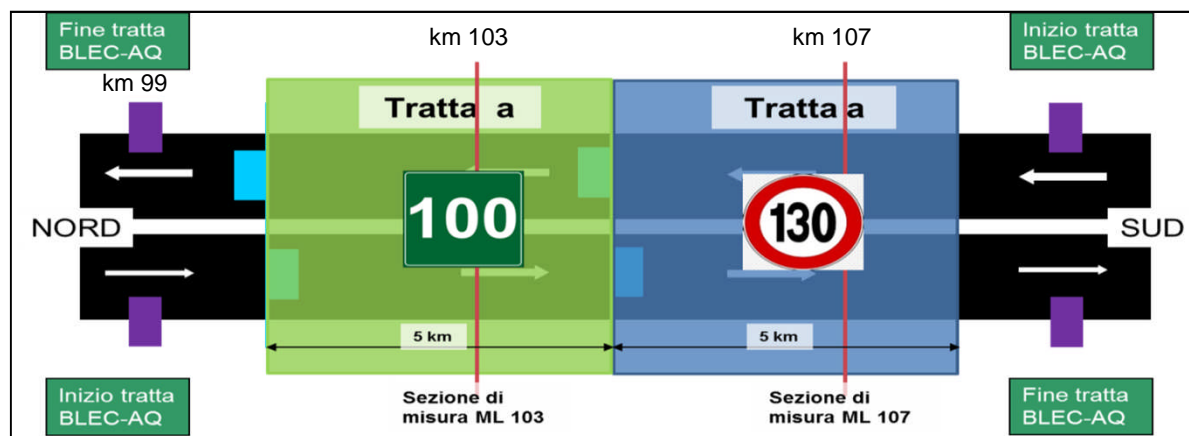 Fine tratta
BLEC-AQ
km 103
km 107
Inizio tratta
BLEC-AQ
km 99
Tratta a
Tratta a
100
130
NORD
SUD
5 km
5 km
Inizio tratta
BLEC-AQ
Sezione di
misura ML 103
Sezione di
misura ML 107
Fine tratta
BLEC-AQ